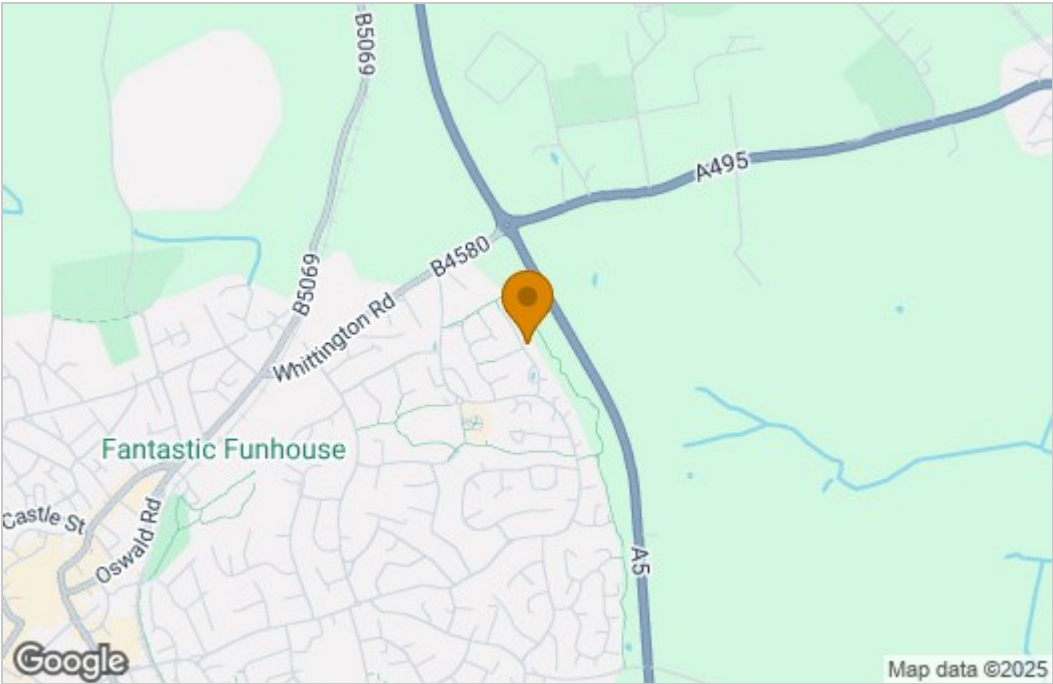 B5069
A495
B4580
B5069
Whittington Rd
Fantastic Funhouse
Castle St
Oswald Rd
A5
Google
Map data ©2025